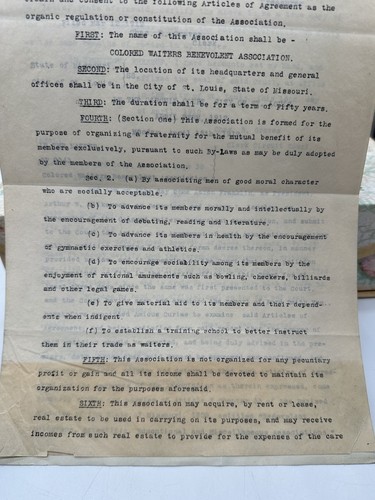 and consent to the following Articles of Agreement as the
organic regulation or constitution of the Association.
FIRST: The name of this Association shall be -
COLORED WAITERS BENEVOLENT ASSOCIATION.
SECOND: The location of its headquarters and general
offices shall be in the City of St. Louis, State of Missouri.
THIRD: The duration shall be for a term of Fifty years.
FOURTH: (Section One) This Association is formed for the
purpose of organizing a fraternity for the mutual benefit of its
members exclusively, pursuant to such By-Laws as may be duly adopted
by the members of the Association.
Sec. 2. (a) By associating men of good moral character
who are socially acceptable.
(b) To advance its members morally and intellectually by
the encouragement of debating, reading and literature.
(c) To advance its members in health by the encouragement
of gymnastic exercises and athletics.
(d) To encourage sociability among its members by the
enjoyment of rational amusements such as bowling, checkers, billiards
and other legal games.
(e) To give material aid to its members and their depend-
ents when indigent
(f) To establish a training school to better instruct
them in their trade as waiters.
FIFTH: This Association is not organized for any pecuniary
profit or gain and all its income shall be devoted to maintain its
organization for the purposes aforesaid.
SIXTH: This Association may acquire, by rent or lease,
real estate to be used in carrying on its purposes, and may receive
incomes from such real estate to provide for the expenses of the care